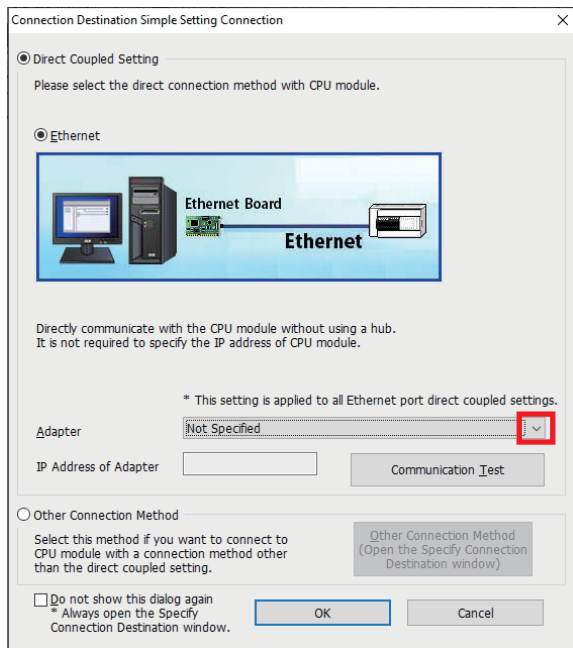 Connection Destination Simple Setting Connection
Direct Coupled Setting
Please select the direct connection method with CPU module.
Ethernet
Ethernet Board
Ethernet
Directly communicate with the CPU module without using a hub.
It is not required to specify the IP address of CPU module.
* This setting is applied to all Ethernet port direct coupled settings.
Adapter
Not Specified
IP Address of Adapter
Communication Test
Other Connection Method
Select this method if you want to connect to
CPU module with a connection method other
than the direct coupled setting.
Other Connection Method
(Open the Specify Connection
Destination window)
Do not show this dialog again
* Always open the Specify
Connection Destination window.
OK
Cancel